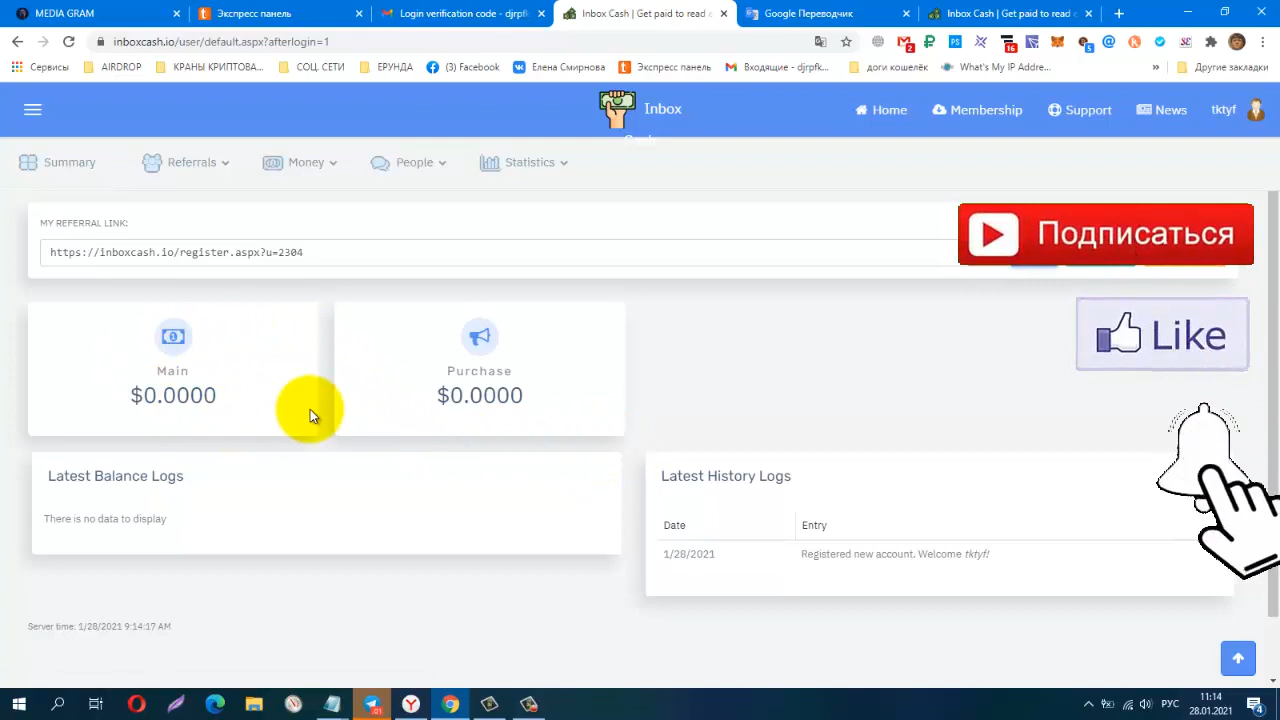 MEDIA GRAM
Экспресс панель
Login verification code - djrpfk
Inbox Cash | Get paid to read
Google Переводчик
Inbox Cash | Get paid to read
inboxcash.io/user/default.aspx?afterlogin=1
2
16
5
Сервисы
AIRDROP
КРАНЫ КРИПТОВА...
СОЦ. СЕТИ
ЕРУНДА
(3) Facebook
Елена Смирнова
Экспресс панель
Входящие - djrpfk...
доги кошелёк
What's My IP Addre...
»
Другие закладки
Inbox
Cash
Home
Membership
Support
News
tktyf
Summary
Referrals
Money
People
Statistics
MY REFERRAL LINK:
https://inboxcash.io/register.aspx?u=2304
Подписаться
Like
Main
$0.0000
Purchase
$0.0000
Latest Balance Logs
There is no data to display
Latest History Logs
Date
Entry
1/28/2021
Registered new account. Welcome tktyf!
Server time: 1/28/2021 9:14:17 AM
РУС
11:14
28.01.2021
4